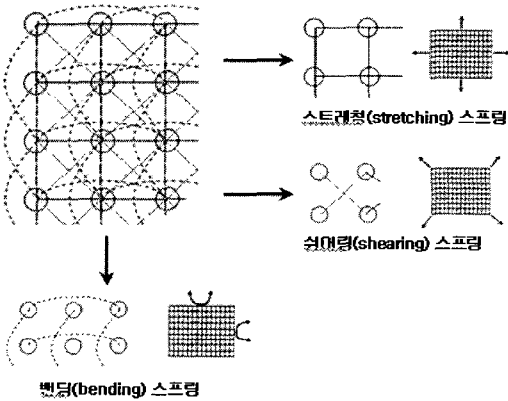 스트레칭(stretching) 스프링
쉬어링(shearing) 스프링
밴딩(bending) 스프링